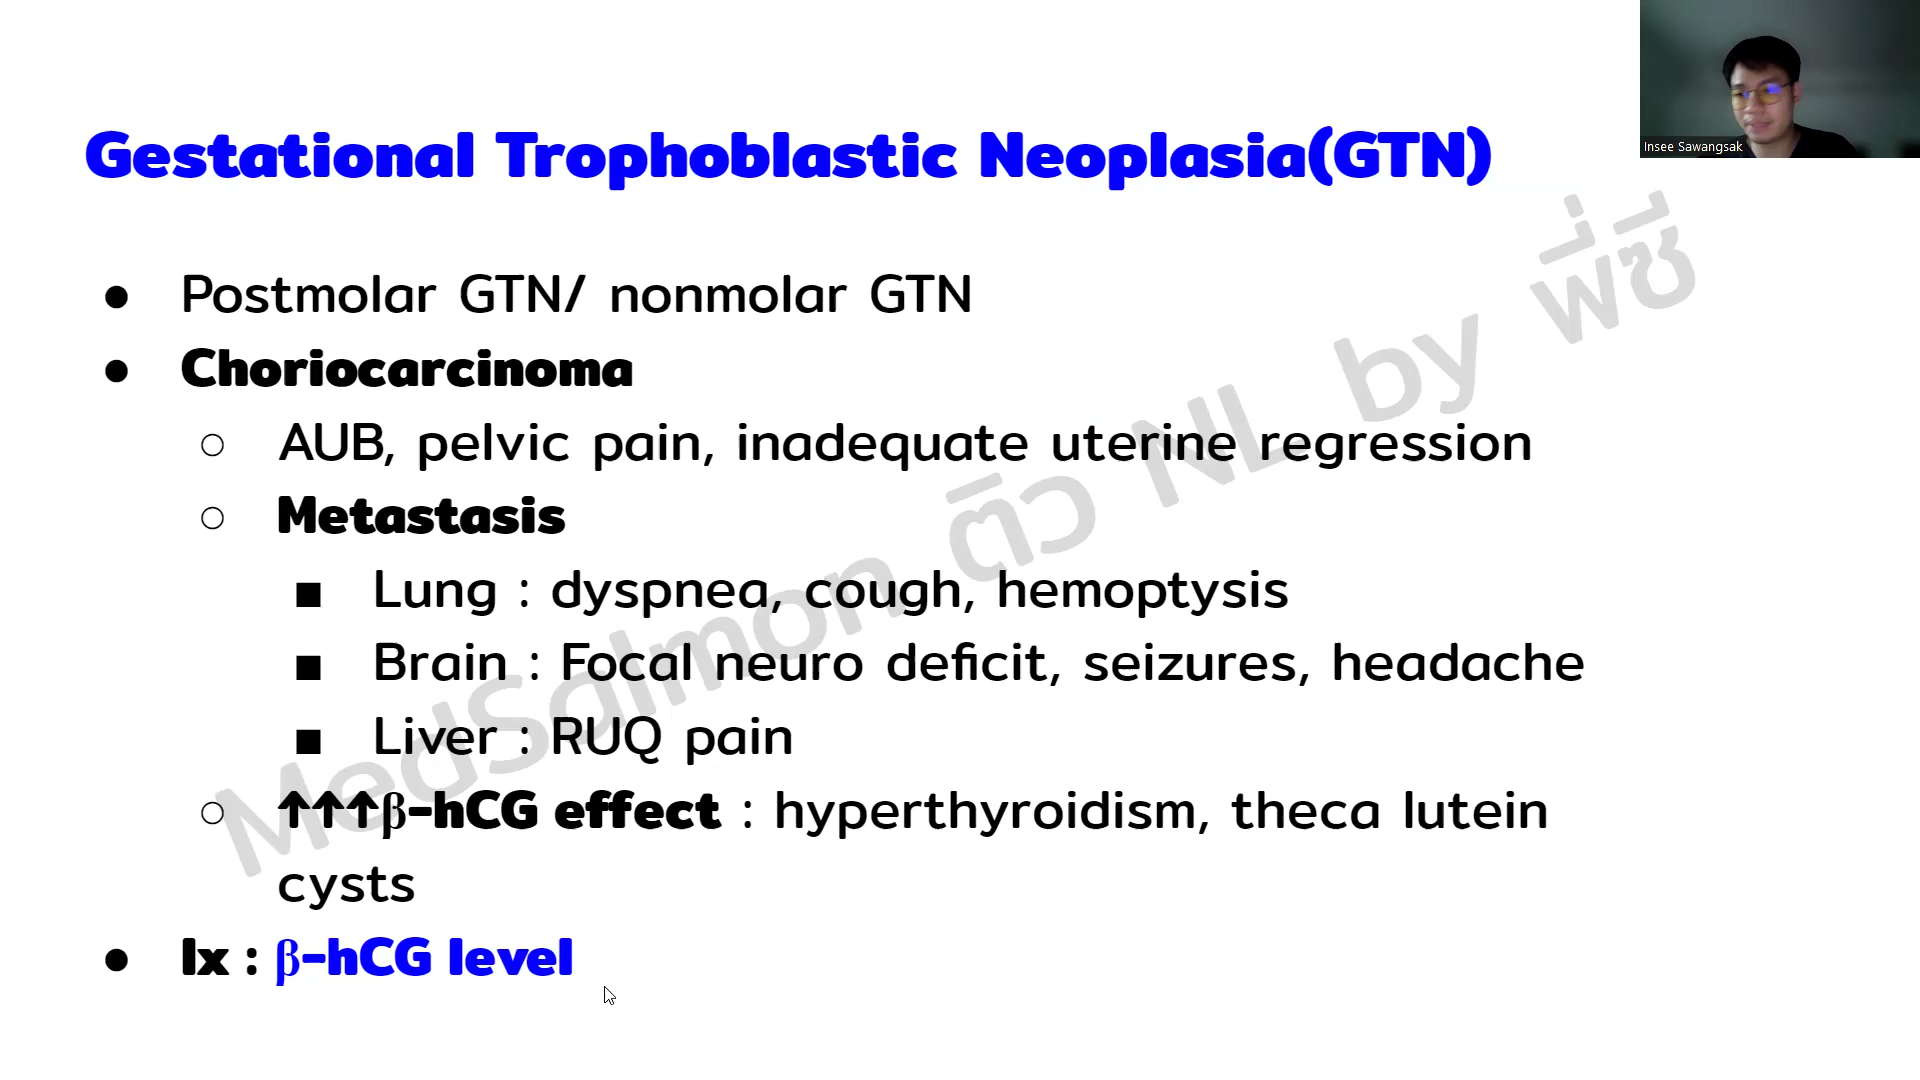 Insee Sawangsak
Gestational Trophoblastic Neoplasia(GTN)
● Postmolar GTN/ nonmolar GTN
● Choriocarcinoma
○ AUB, pelvic pain, inadequate uterine regression
○ Metastasis
■ Lung : dyspnea, cough, hemoptysis
■ Brain : Focal neuro deficit, seizures, headache
■ Liver : RUQ pain
○ ↑↑↑β-hCG effect : hyperthyroidism, theca lutein
cysts
● Ix : β-hCG level
MedSalmon ติว NL by พี่ซี